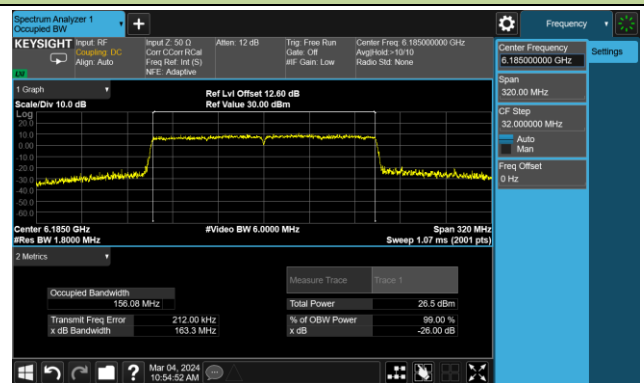 Spectrum Analyzer 1
Occupied BW
Frequency
KEYSIGHT
Input: RF
Coupling: DC
Align: Auto
Input Z: 50 Ω
Corr CCorr RCal
Freq Ref: Int (S)
NFE: Adaptive
Atten: 12 dB
Trig: Free Run
Gate: Off
#IF Gain: Low
Center Freq: 6.185000000 GHz
Avg|Hold:>10/10
Radio Std: None
Center Frequency
6.185000000 GHz
Settings
Span
320.00 MHz
CF Step
32.000000 MHz
Auto
Man
Freq Offset
0 Hz
1 Graph
Scale/Div 10.0 dB
Ref Lvl Offset 12.60 dB
Ref Value 30.00 dBm
Log
20.0
10.0
0.00
-10.0
-20.0
-30.0
-40.0
-50.0
-60.0
Center 6.1850 GHz
#Res BW 1.8000 MHz
#Video BW 6.0000 MHz
Span 320 MHz
Sweep 1.07 ms (2001 pts)
2 Metrics
Measure Trace
Trace 1
Occupied Bandwidth
156.08 MHz
Total Power
26.5 dBm
Transmit Freq Error
212.00 kHz
% of OBW Power
99.00 %
x dB Bandwidth
163.3 MHz
x dB
-26.00 dB
Mar 04, 2024
10:54:52 AM